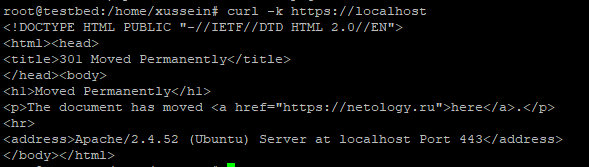 root@testbed:/home/xussein# curl -k https://localhost
<!DOCTYPE HTML PUBLIC "-//IETF//DTD HTML 2.0//EN">
<html><head>
<title>301 Moved Permanently</title>
</head><body>
<h1>Moved Permanently</h1>
<p>The document has moved <a href="https://netology.ru">here</a>.</p>
<hr>
<address>Apache/2.4.52 (Ubuntu) Server at localhost Port 443</address>
</body></html>